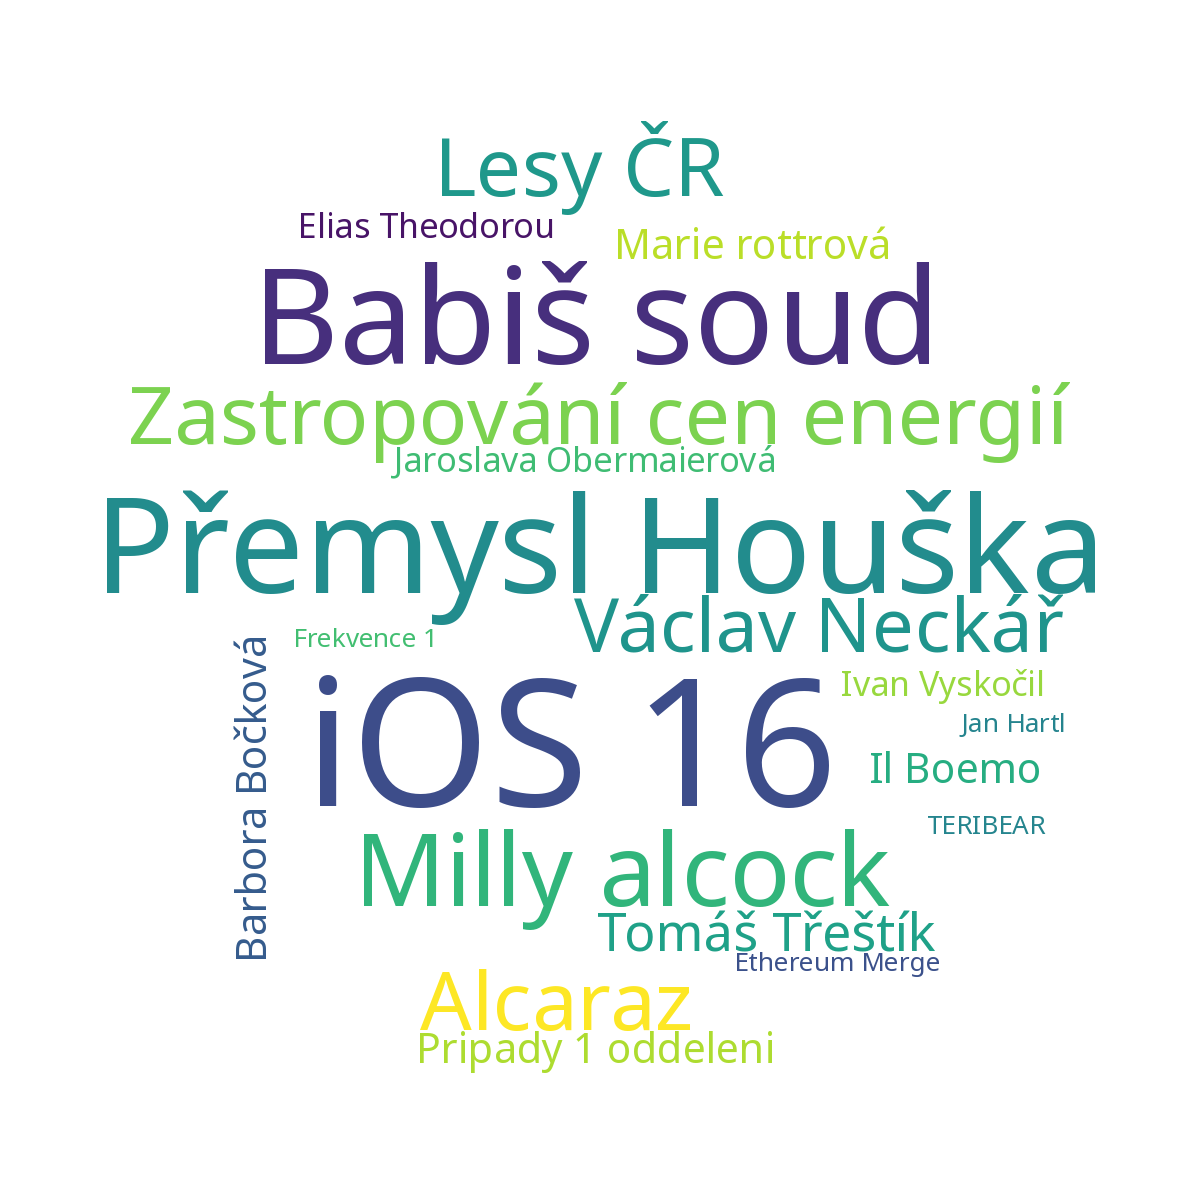 Lesy ČR
Elias Theodorou
Marie rottrová
Babiš soud
Zastropování cen energií
Jaroslava Obermaierová
Přemysl Houška
Václav Neckář
Frekvence 1
Barbora Bočková
iOS 16
Ivan Vyskočil
Jan Hartl
Il Boemo
TERIBEAR
Milly alcock
Tomáš Třeštík
Ethereum Merge
Alcaraz
Pripady 1 oddeleni